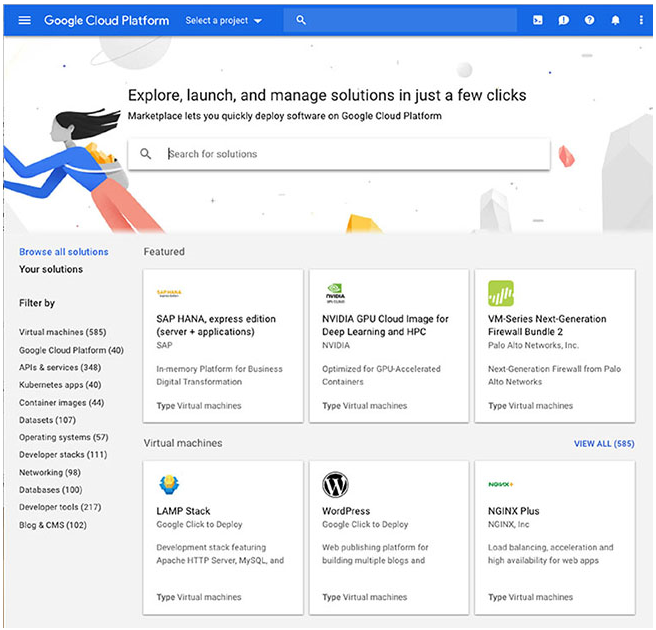 Google Cloud Platform
Select a project
Explore, launch, and manage solutions in just a few clicks
Marketplace lets you quickly deploy software on Google Cloud Platform
Search for solutions
Browse all solutions
Your solutions
Filter by
Virtual machines (585)
Google Cloud Platform (40)
APIs & services (348)
Kubernetes apps (40)
Container images (44)
Datasets (107)
Operating systems (57)
Developer stacks (111)
Networking (98)
Databases (100)
Developer tools (217)
Blog & CMS (102)
Featured
SAP HANA
SAP HANA, express edition
(server + applications)
SAP
In-memory Platform for Business
Digital Transformation
Type Virtual machines
NVIDIA
GPU CLOUD
NVIDIA GPU Cloud Image for
Deep Learning and HPC
NVIDIA
Optimized for GPU-Accelerated
Containers
Type Virtual machines
VM-Series Next-Generation
Firewall Bundle 2
Palo Alto Networks, Inc.
Next-Generation Firewall from Palo
Alto Networks
Type Virtual machines
Virtual machines
VIEW ALL (585)
LAMP Stack
Google Click to Deploy
Development stack featuring
Apache HTTP Server, MySQL, and
Type Virtual machines
WordPress
Google Click to Deploy
Web publishing platform for
building multiple blogs and
Type Virtual machines
NGINX+
NGINX Plus
NGINX, Inc
Load balancing, acceleration and
high availability for web apps
Type Virtual machines